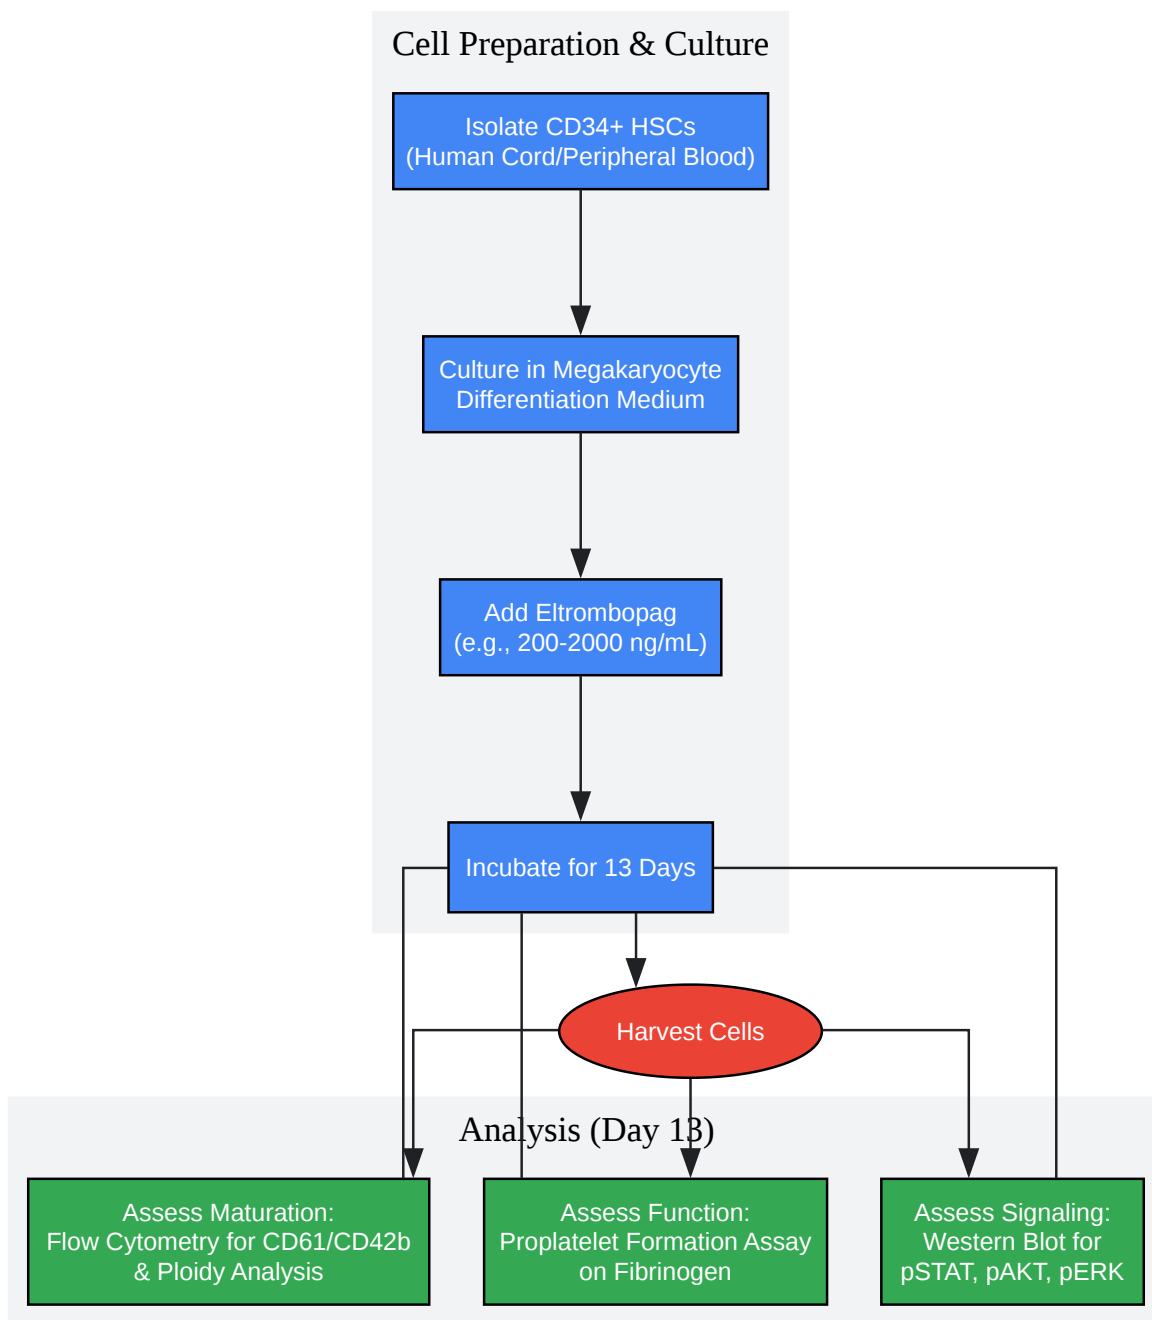 Cell Preparation & Culture
Isolate CD34+ HSCs
(Human Cord/Peripheral Blood)
Culture in Megakaryocyte
Differentiation Medium
Add Eltrombopag
(e.g., 200-2000 ng/mL)
Incubate for 13 Days
Harvest Cells
Analysis (Day 13)
Assess Maturation:
Flow Cytometry for CD61/CD42b
& Ploidy Analysis
Assess Function:
Proplatelet Formation Assay
on Fibrinogen
Assess Signaling:
Western Blot for
pSTAT, pAKT, pERK